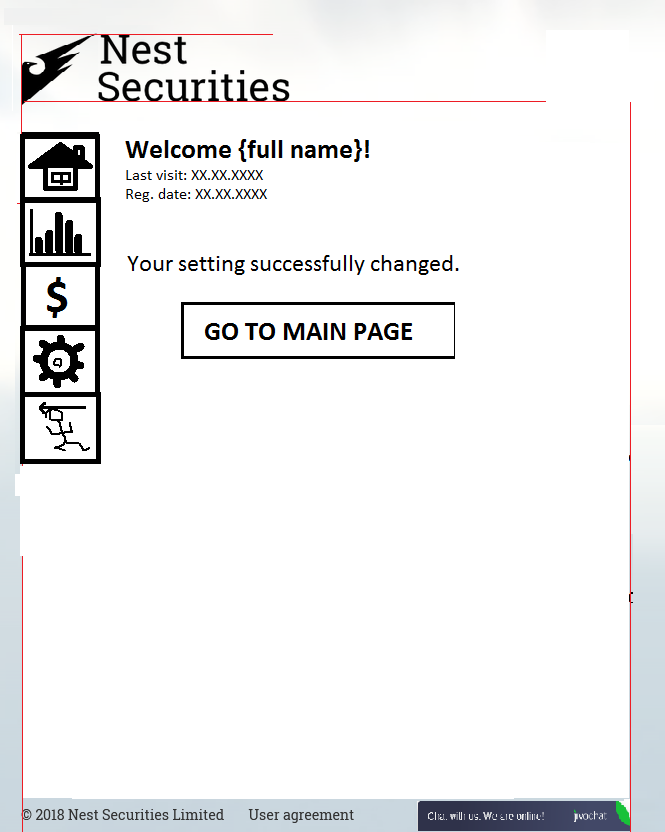 Nest
Securities
Welcome {full name}!
Last visit: XX.XX.XXXX
Reg. date: XX.XX.XXXX
Your setting successfully changed.
$
GO TO MAIN PAGE
© 2018 Nest Securities Limited User agreement
Chat with us. We are online! jivochat